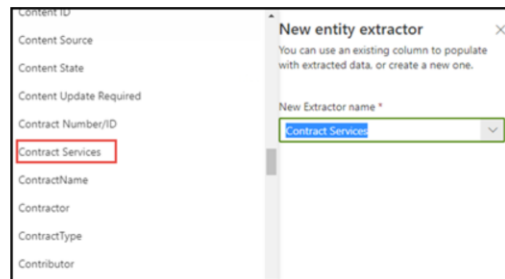 Content ID
Content Source
Content State
Content Update Required
Contract Number/ID
Contract Services
ContractName
Contractor
ContractType
Contributor
New entity extractor
You can use an existing column to populate
with extracted data, or create a new one.
New Extractor name *
Contract Services